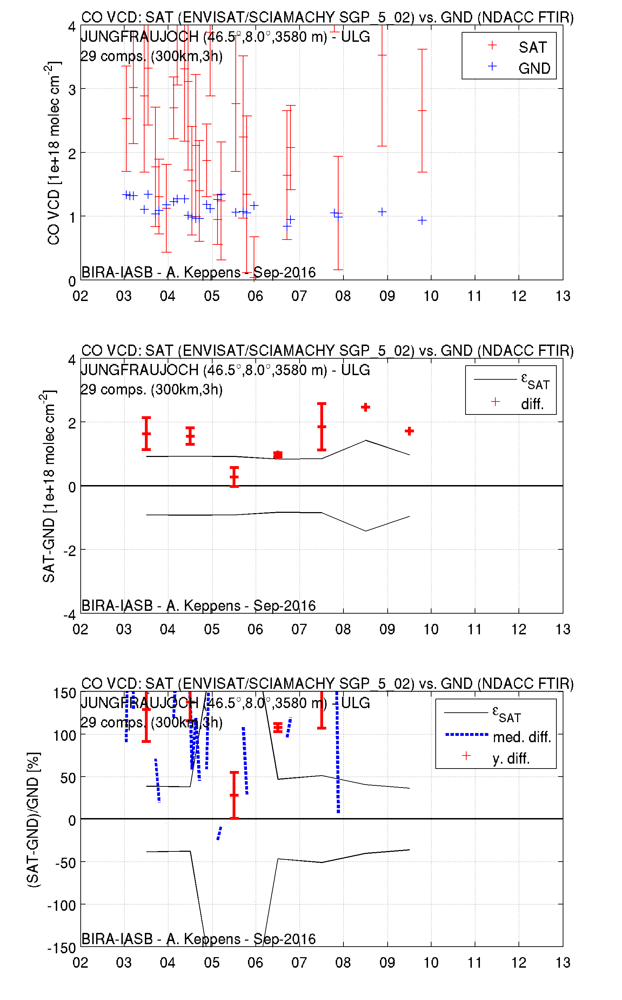 CO VCD: SAT (ENVISAT/SCIAMACHY SGP_5_02) vs. GND (NDACC FTIR)
JUNGFRAUJOCH (46.5°,8.0°,3580 m) - ULG
29 comps. (300km,3h)
SAT
GND
CO VCD [1e+18 molec cm-2]
4
3
2
1
0
BIRA-IASB - A. Keppens - Sep-2016
02 03 04 05 06 07 08 09 10 11 12 13
CO VCD: SAT (ENVISAT/SCIAMACHY SGP_5_02) vs. GND (NDACC FTIR)
JUNGFRAUJOCH (46.5°,8.0°,3580 m) - ULG
29 comps. (300km,3h)
εSAT
diff.
SAT-GND [1e+18 molec cm-2]
4
2
0
-2
-4
BIRA-IASB - A. Keppens - Sep-2016
02 03 04 05 06 07 08 09 10 11 12 13
CO VCD: SAT (ENVISAT/SCIAMACHY SGP_5_02) vs. GND (NDACC FTIR)
JUNGFRAUJOCH (46.5°,8.0°,3580 m) - ULG
29 comps. (300km,3h)
εSAT
med. diff.
y. diff.
(SAT-GND)/GND [%]
150
100
50
0
-50
-100
-150
BIRA-IASB - A. Keppens - Sep-2016
02 03 04 05 06 07 08 09 10 11 12 13